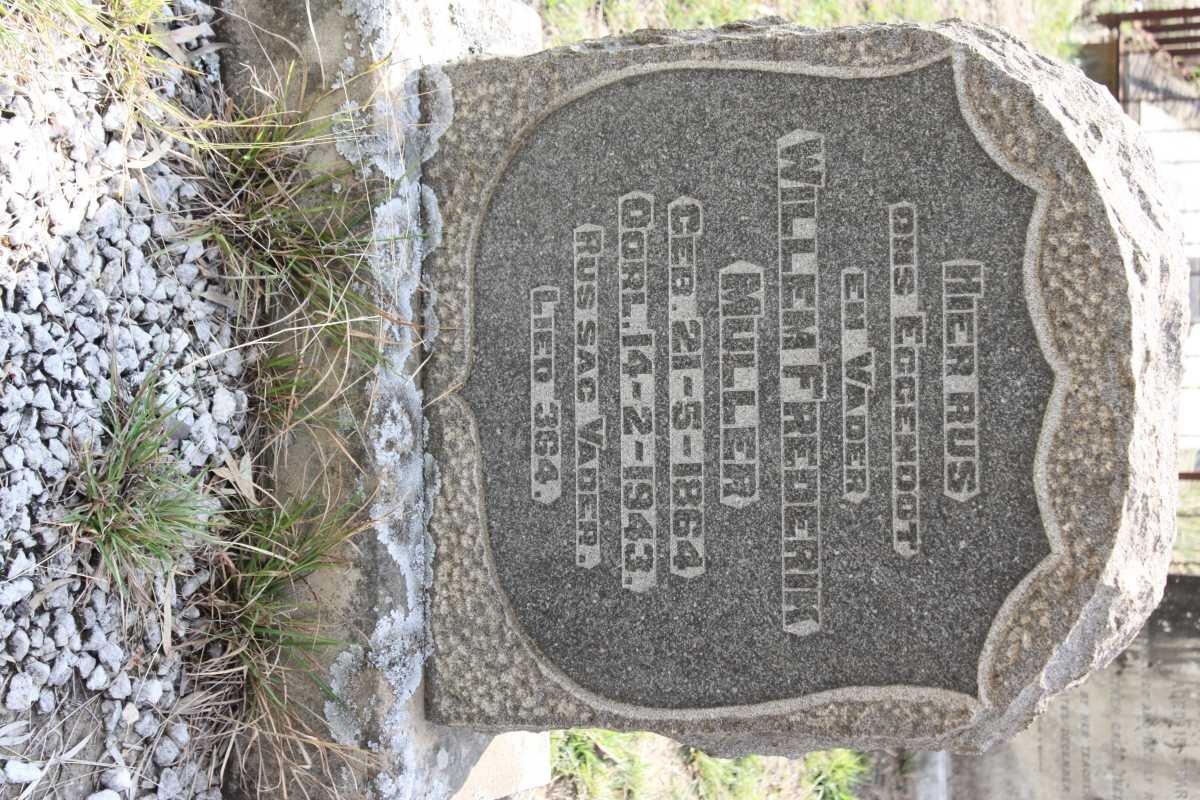 HIER RUS
ONS EGGENOOT
EN VADER
WILLEM FREDERIK
MULLER
GEB. 21-5-1864
OORL. 14-2-1943.
RUS SAG VADER.
LIED 364.